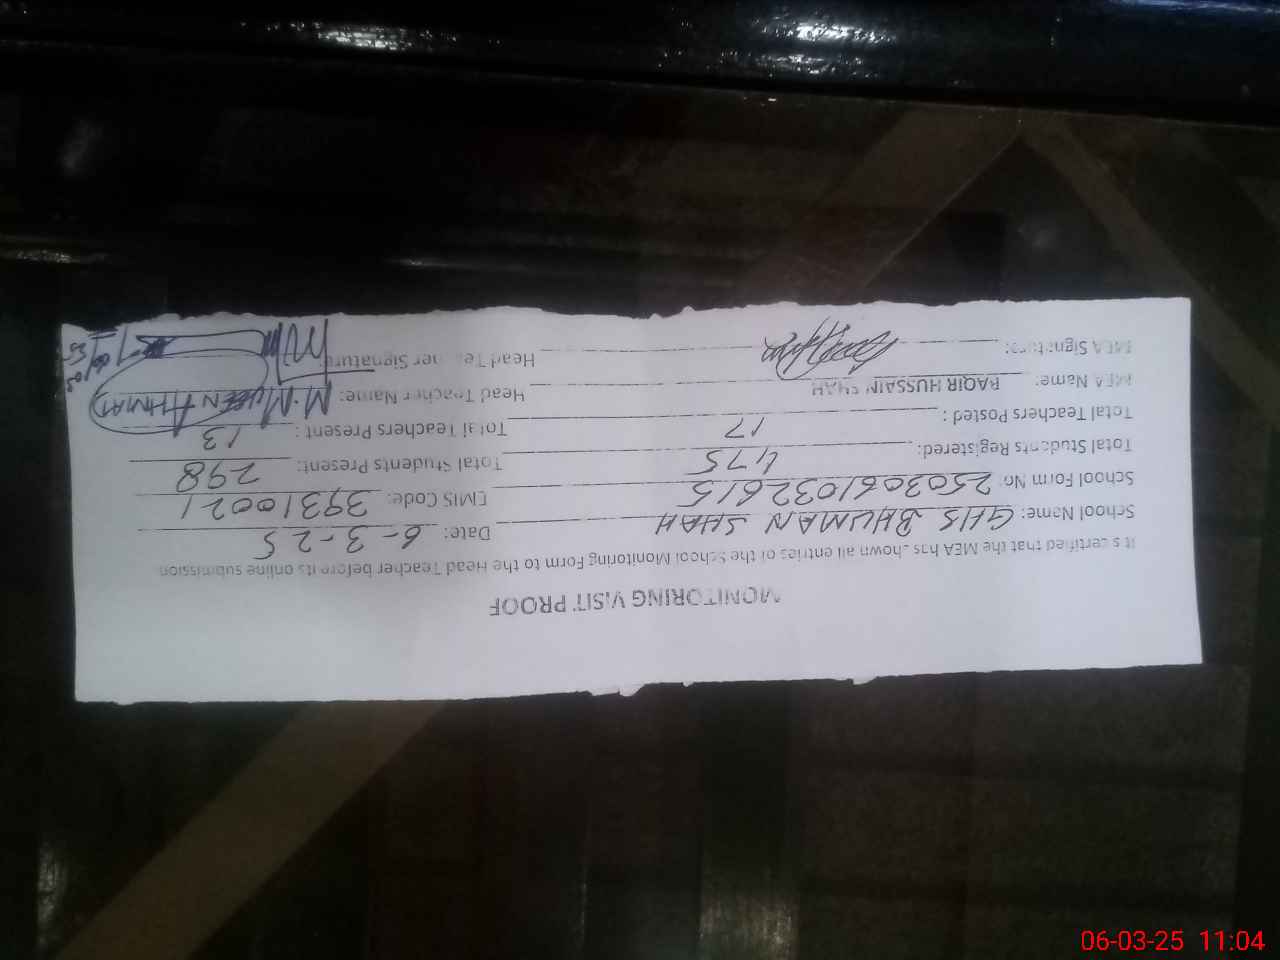 MONITORING VISIT PROOF
It's certified that the MEA has shown all entries of the School Monitoring Form to the Head Teacher before its online submission
School Name: GHS BHUMAN SHAH Date: 6-3-25
School Form No: 2503061032615 EMIS Code: 39310021
Total Students Registered: 475 Total Students Present: 298
Total Teachers Posted: 17 Total Teachers Present: 13
MEA Name: BAQIR HUSSAIN SHAH Head Teacher Name: M. MUBEEN AHMAD
MEA Signature: Head Teacher Signature
06-03-25 11:04